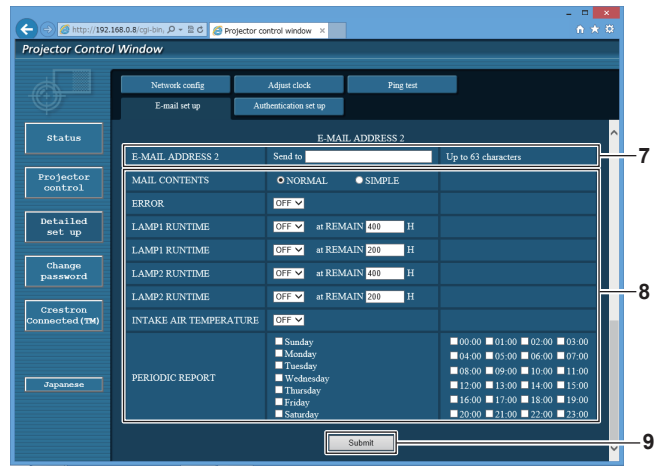 http://192.168.0.8/cgi-bin, Projector control window ×
Projector Control Window
Network config Adjust clock Ping test
E-mail set up Authentication set up
Status
Projector control
Detailed set up
Change password
Crestron Connected(TM)
Japanese
E-MAIL ADDRESS 2
E-MAIL ADDRESS 2 Send to Up to 63 characters
7
MAIL CONTENTS NORMAL SIMPLE
ERROR OFF
LAMP1 RUNTIME OFF at REMAIN 400 H
LAMP1 RUNTIME OFF at REMAIN 200 H
LAMP2 RUNTIME OFF at REMAIN 400 H
8
LAMP2 RUNTIME OFF at REMAIN 200 H
INTAKE AIR TEMPERATURE OFF
PERIODIC REPORT
Sunday
Monday
Tuesday
Wednesday
Thursday
Friday
Saturday
00:00 01:00 02:00 03:00
04:00 05:00 06:00 07:00
08:00 09:00 10:00 11:00
12:00 13:00 14:00 15:00
16:00 17:00 18:00 19:00
20:00 21:00 22:00 23:00
Submit
9